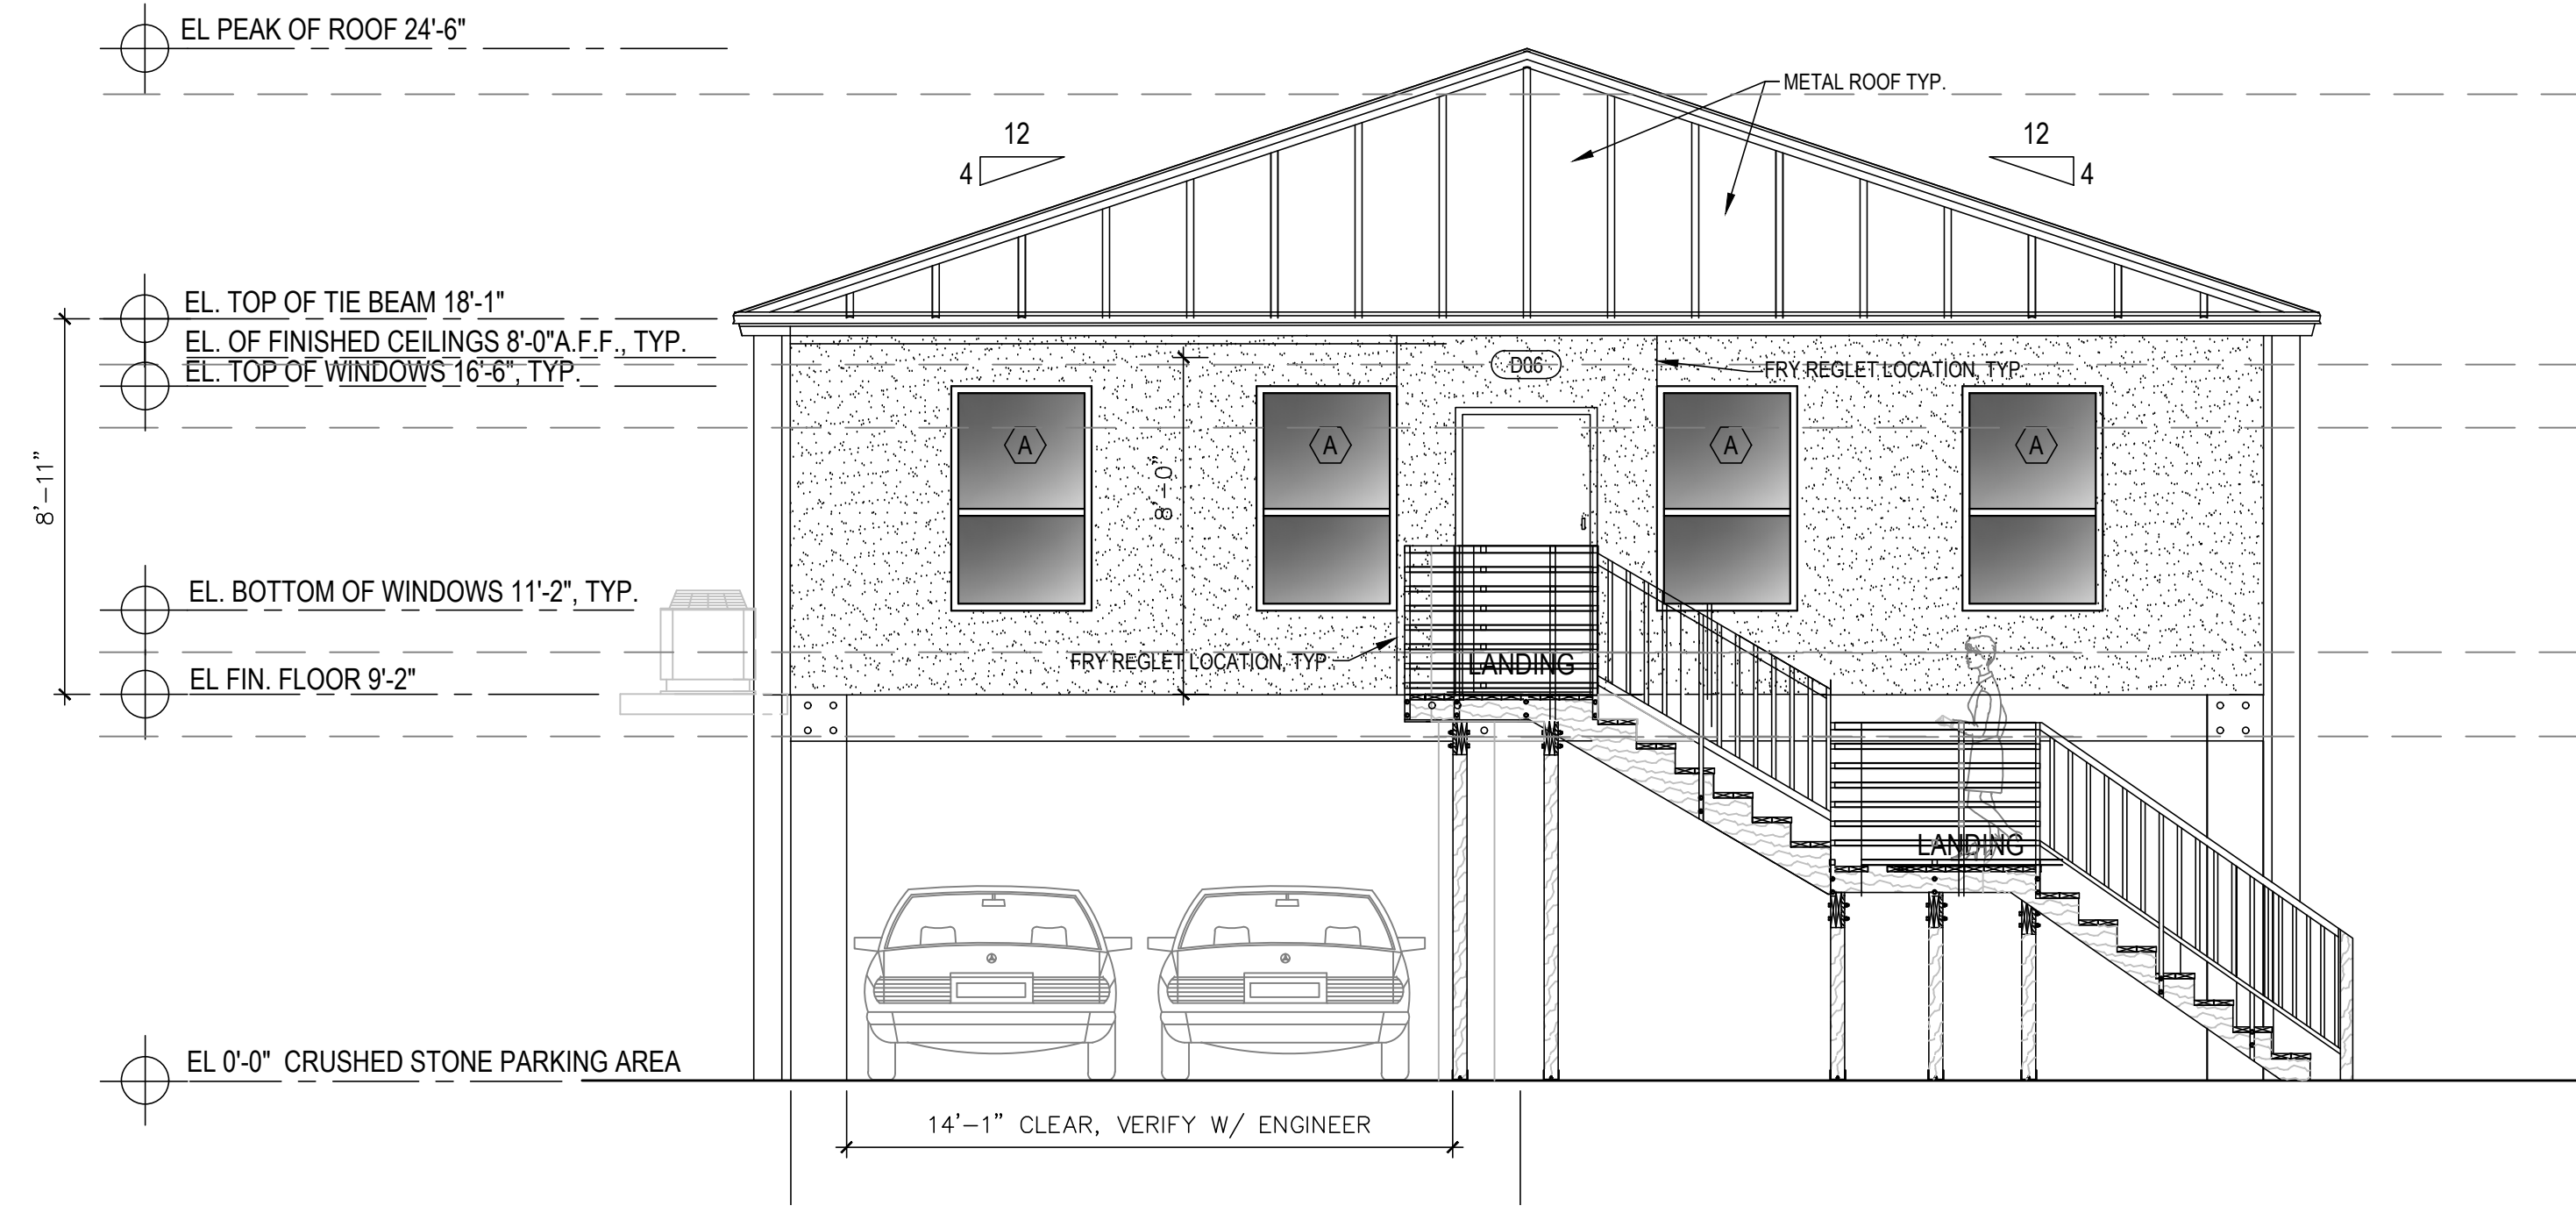 EL PEAK OF ROOF 24'-6"
METAL ROOF TYP.
12
4
12
4
EL. TOP OF TIE BEAM 18'-1"
EL. OF FINISHED CEILINGS 8'-0"A.F.F., TYP.
EL. TOP OF WINDOWS 16'-6", TYP.
D06
FRY REGLET LOCATION, TYP.
A
A
A
A
8'-0"
8'-11"
EL. BOTTOM OF WINDOWS 11'-2", TYP.
FRY REGLET LOCATION, TYP.
LANDING
EL FIN. FLOOR 9'-2"
LANDING
EL 0'-0" CRUSHED STONE PARKING AREA
14'-1" CLEAR, VERIFY W/ ENGINEER